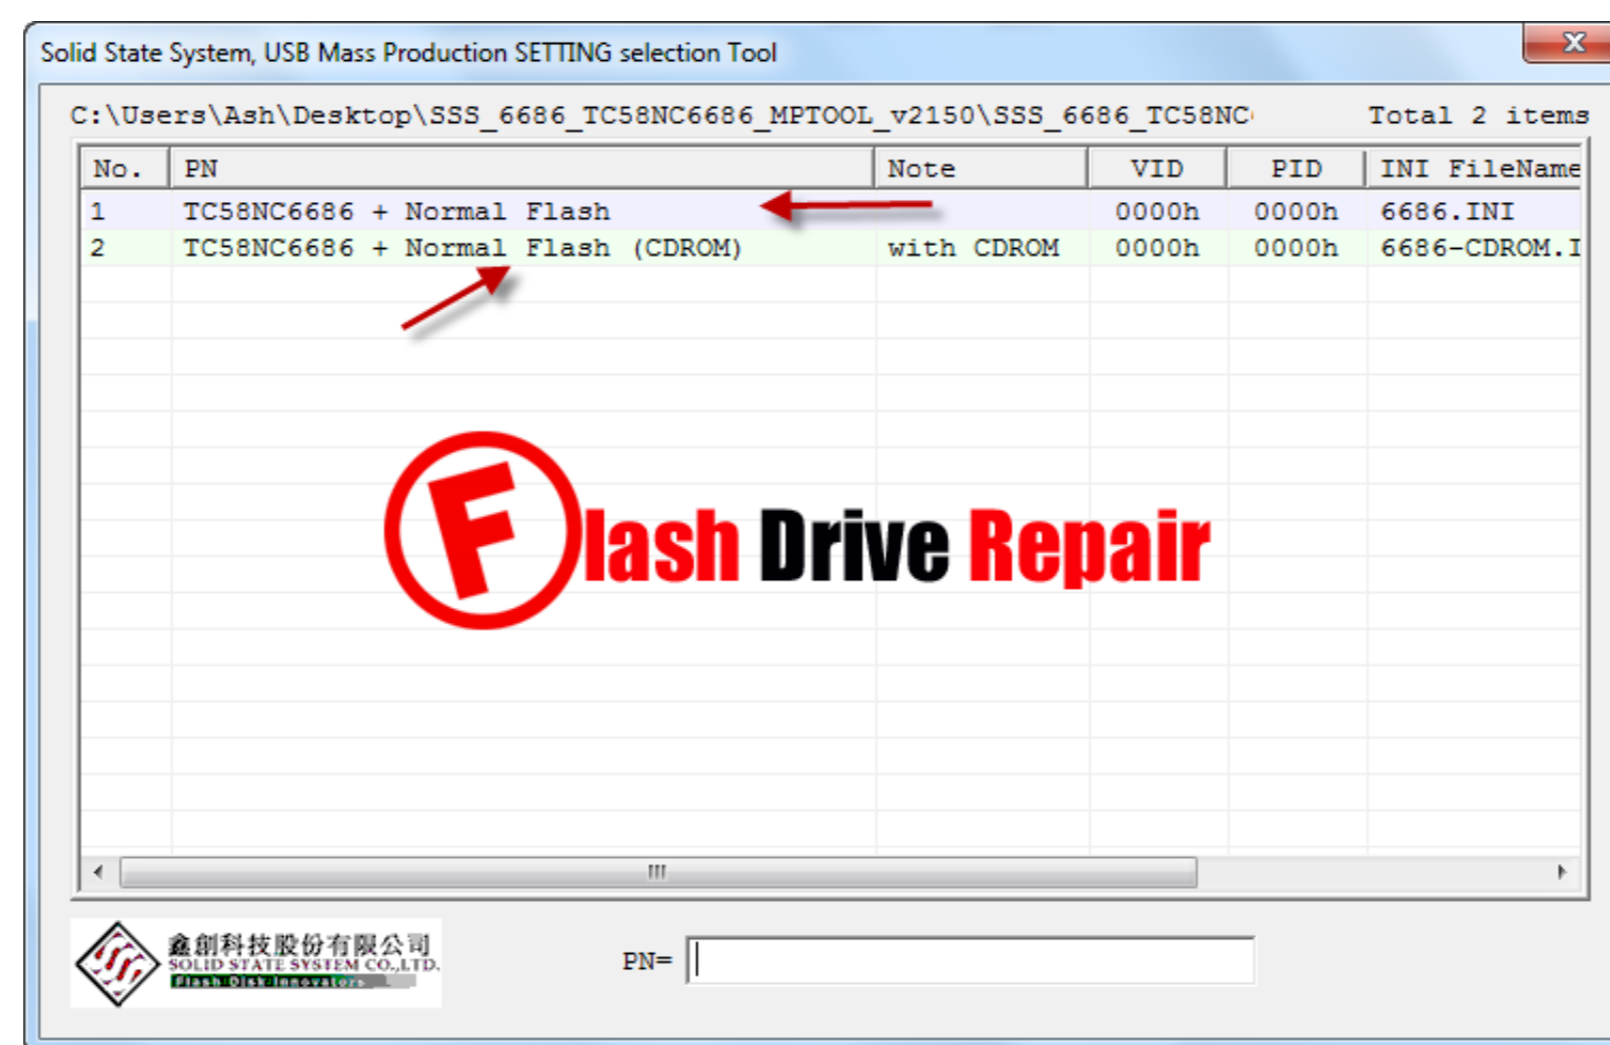 Solid State System, USB Mass Production SETTING selection Tool
C:\Users\Ash\Desktop\SSS_6686_TC58NC6686_MPTOOL_v2150\SSS_6686_TC58NC Total 2 items
No. PN Note VID PID INI FileName
1 TC58NC6686 + Normal Flash 0000h 0000h 6686.INI
2 TC58NC6686 + Normal Flash (CDROM) with CDROM 0000h 0000h 6686-CDROM.I
Flash Drive Repair
鑫創科技股份有限公司
SOLID STATE SYSTEM CO.,LTD.
Flash Disk Innovators
PN=